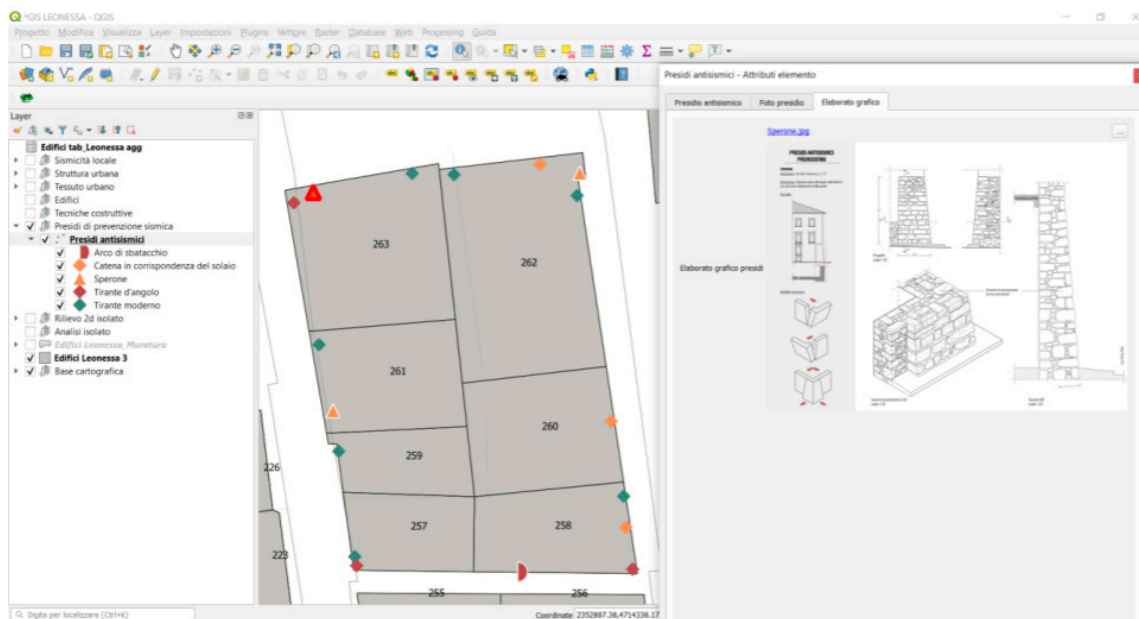 *GIS LEONESSA - QGIS
Progetto Modifica Visualizza Layer Impostazioni Plugins Vettore Raster Database Web Processing Guida
Layer
Edifici tab_Leonessa agg
Sismicità locale
Struttura urbana
Tessuto urbano
Edifici
Tecniche costruttive
Presidi di prevenzione sismica
Presidi antisismici
Arco di sbatacchio
Catena in corrispondenza del solaio
Sperone
Tirante d'angolo
Tirante moderno
Rilievo 2d isolato
Analisi isolato
Edifici Leonessa_Muratura
Edifici Leonessa 3
Base cartografica
263
262
261
260
259
226
257
258
223
255
256
Presidi antisismici - Attributi elemento
Presidio antisismico
Foto presidio
Elaborato grafico
Sperone.jpg
...
PRESIDI ANTISISMICI
PREMODERNI
Elaborato grafico presidi
Digita per localizzare (Ctrl+K)
Coordinate 2352887.38,4714338.17